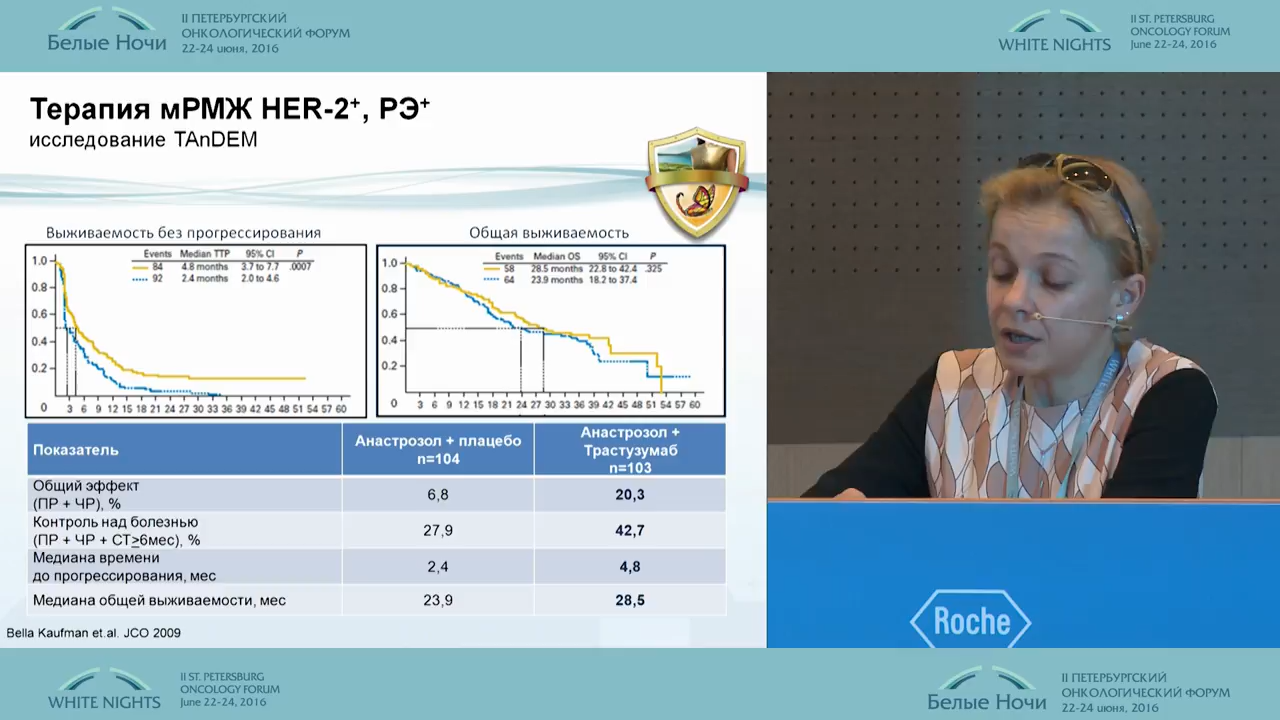 Белые Ночи
II ПЕТЕРБУРГСКИЙ
ОНКОЛОГИЧЕСКИЙ ФОРУМ
22-24 июня, 2016
WHITE NIGHTS
II ST. PETERSBURG
ONCOLOGY FORUM
June 22-24, 2016
Терапия мРМЖ HER-2+, РЭ+
исследование TAnDEM
Выживаемость без прогрессирования
Events Median TTP 95% CI P
84 4.8 months 3.7 to 7.7 .0007
92 2.4 months 2.0 to 4.6
1.0
0.8
0.6
0.4
0.2
0 3 6 9 12 15 18 21 24 27 30 33 36 39 42 45 48 51 54 57 60
Общая выживаемость
Events Median OS 95% CI P
58 28.5 months 22.8 to 42.4 .325
64 23.9 months 18.2 to 37.4
1.0
0.8
0.6
0.4
0.2
0 3 6 9 12 15 18 21 24 27 30 33 36 39 42 45 48 51 54 57 60
Показатель
Анастрозол + плацебо
n=104
Анастрозол +
Трастузумаб
n=103
Общий эффект
(ПР + ЧР), %
6,8
20,3
Контроль над болезнью
(ПР + ЧР + СТ≥6мес), %
27,9
42,7
Медиана времени
до прогрессирования, мес
2,4
4,8
Медиана общей выживаемости, мес
23,9
28,5
Bella Kaufman et.al. JCO 2009
Roche
WHITE NIGHTS
II ST. PETERSBURG
ONCOLOGY FORUM
June 22-24, 2016
Белые Ночи
II ПЕТЕРБУРГСКИЙ
ОНКОЛОГИЧЕСКИЙ ФОРУМ
22-24 июня, 2016